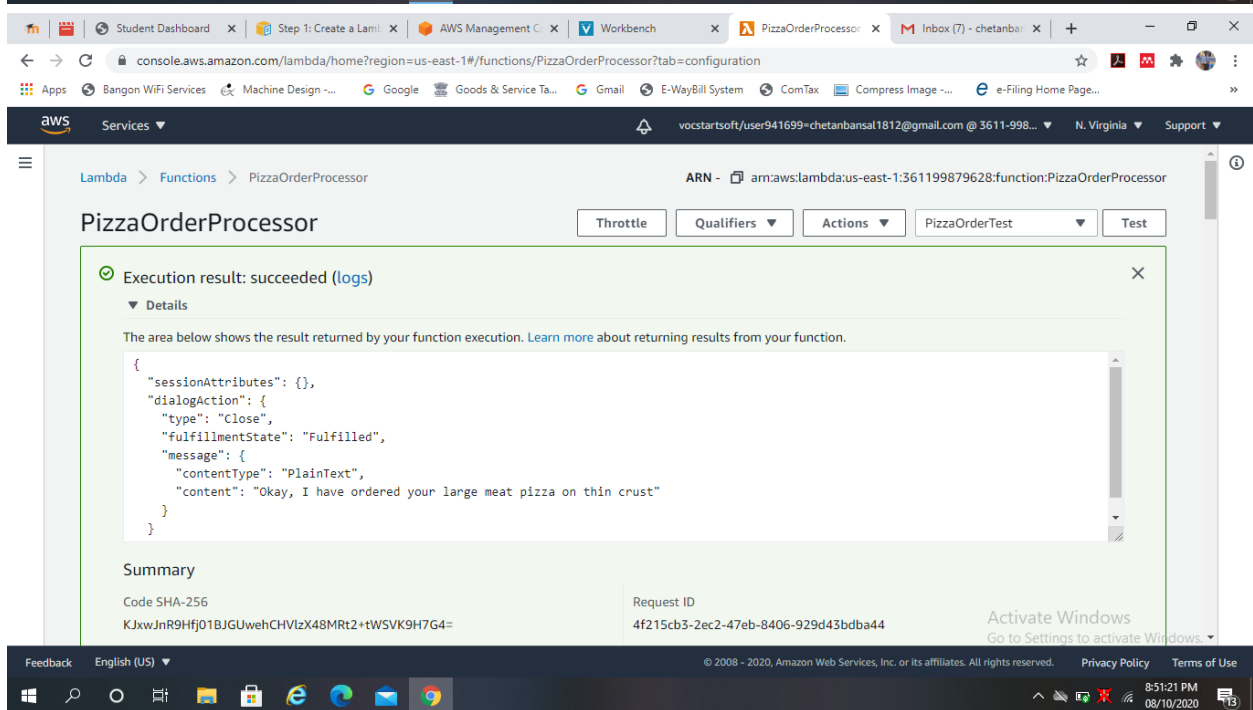 Student Dashboard
Step 1: Create a Lamb
AWS Management C
Workbench
PizzaOrderProcessor
Inbox (7) - chetanban
console.aws.amazon.com/lambda/home?region=us-east-1#/functions/PizzaOrderProcessor?tab=configuration
Apps Bangon WiFi Services Machine Design -... Google Goods & Service Ta... Gmail E-WayBill System ComTax Compress Image -... e-Filing Home Page... »
aws Services vocstartsoft/user941699=chetanbansal1812@gmail.com @ 3611-998... N. Virginia Support
Lambda > Functions > PizzaOrderProcessor
ARN - arn:aws:lambda:us-east-1:361199879628:function:PizzaOrderProcessor
PizzaOrderProcessor
Throttle Qualifiers Actions PizzaOrderTest Test
Execution result: succeeded (logs)
Details
The area below shows the result returned by your function execution. Learn more about returning results from your function.
{
"sessionAttributes": {},
"dialogAction": {
"type": "Close",
"fulfillmentState": "Fulfilled",
"message": {
"contentType": "PlainText",
"content": "Okay, I have ordered your large meat pizza on thin crust"
}
}
Summary
Code SHA-256
KJxwJnR9Hfj01BJGUwehCHVlzX48MRt2+tWSVK9H7G4=
Request ID
4f215cb3-2ec2-47eb-8406-929d43bdba44
Activate Windows
Go to Settings to activate Windows.
Feedback English (US) © 2008 - 2020, Amazon Web Services, Inc. or its affiliates. All rights reserved. Privacy Policy Terms of Use
8:51:21 PM
08/10/2020
13